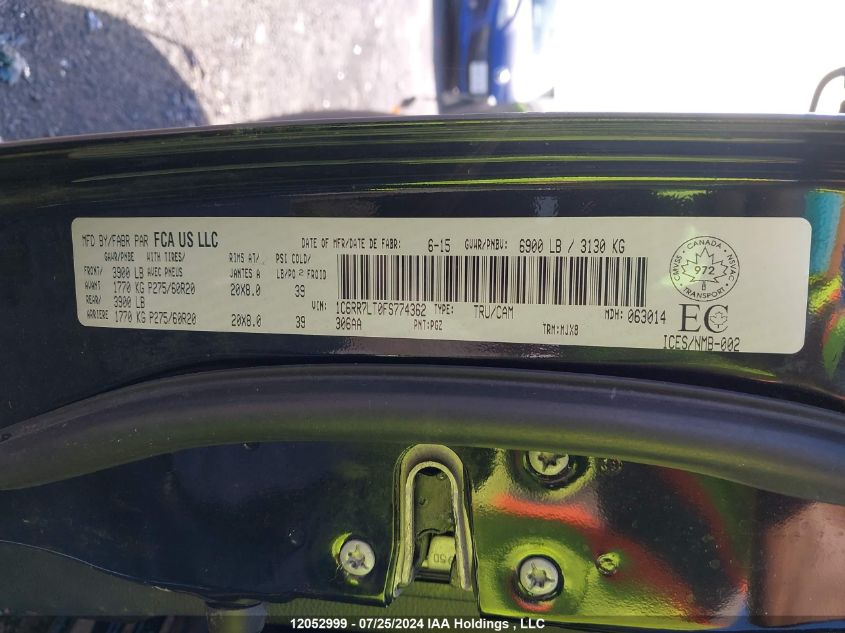 MFD BY/FABR PAR FCA US LLC
DATE OF MFR/DATE DE FABR: 6-15 GVWR/PNBV: 6900 LB / 3130 KG
GAWR/PNBE WITH TIRES/ RIMS AT/ PSI COLD/
FRONT/ 3900 LB AVEC PNEUS JANTES A LB/PO2 FROID
AVANT 1770 KG P275/60R20 20X8.0 39
REAR/ 3900 LB
ARRIERE 1770 KG P275/60R20 20X8.0 39
VIN: 1C6RR7LT0FS774362 TYPE: TRU/CAM MDH: 063014
306AA PNT:PGZ TRM:MJX8
CMVSS - CANADA - NSVAC
972
TRANSPORT
EC
ICES/NMB-002
12052999 - 07/25/2024 IAA Holdings , LLC